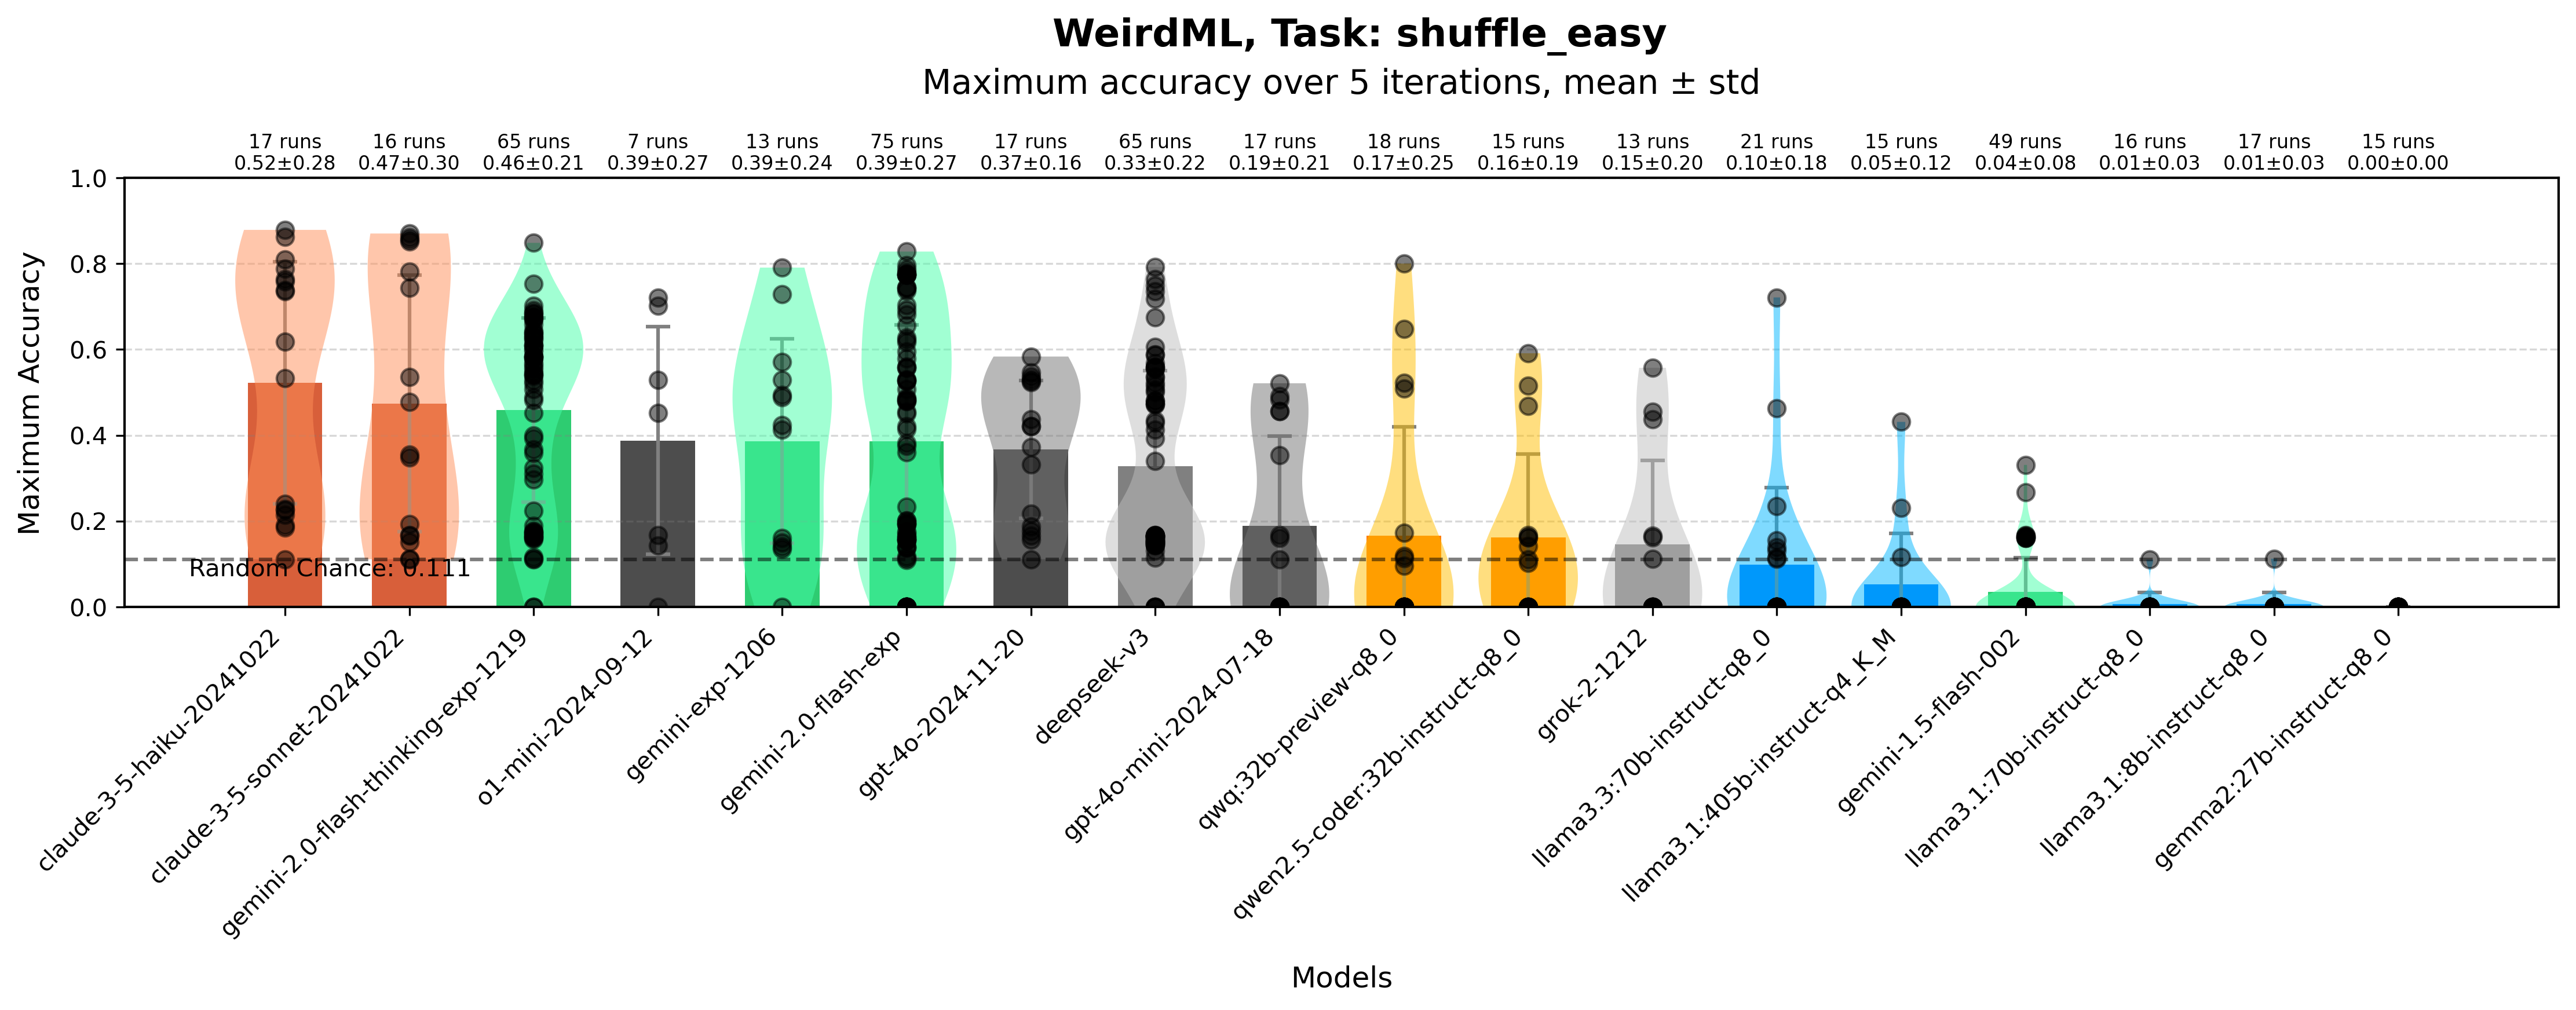 WeirdML, Task: shuffle_easy
Maximum accuracy over 5 iterations, mean ± std
17 runs 16 runs 65 runs 7 runs 13 runs 75 runs 17 runs 65 runs 17 runs 18 runs 15 runs 13 runs 21 runs 15 runs 49 runs 16 runs 17 runs 15 runs
0.52±0.28 0.47±0.30 0.46±0.21 0.39±0.27 0.39±0.24 0.39±0.27 0.37±0.16 0.33±0.22 0.19±0.21 0.17±0.25 0.16±0.19 0.15±0.20 0.10±0.18 0.05±0.12 0.04±0.08 0.01±0.03 0.01±0.03 0.00±0.00
Maximum Accuracy
1.0
0.8
0.6
0.4
0.2
0.0
Random Chance: 0.111
claude-3-5-haiku-20241022
claude-3-5-sonnet-20241022
gemini-2.0-flash-thinking-exp-1219
o1-mini-2024-09-12
gemini-exp-1206
gemini-2.0-flash-exp
gpt-4o-2024-11-20
deepseek-v3
gpt-4o-mini-2024-07-18
qwq:32b-preview-q8_0
qwen2.5-coder:32b-instruct-q8_0
grok-2-1212
llama3.3:70b-instruct-q8_0
llama3.1:405b-instruct-q4_K_M
gemini-1.5-flash-002
llama3.1:70b-instruct-q8_0
llama3.1:8b-instruct-q8_0
gemma2:27b-instruct-q8_0
Models